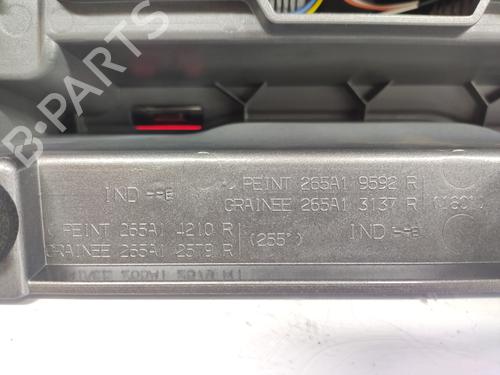 B-PARTS
PEINT 265A1 9592 R
GRAINEE 265A1 3137 R
IND --B
PEINT 265A1 4210 R
GRAINEE 265A1 2579 R
(255°)
IND --B